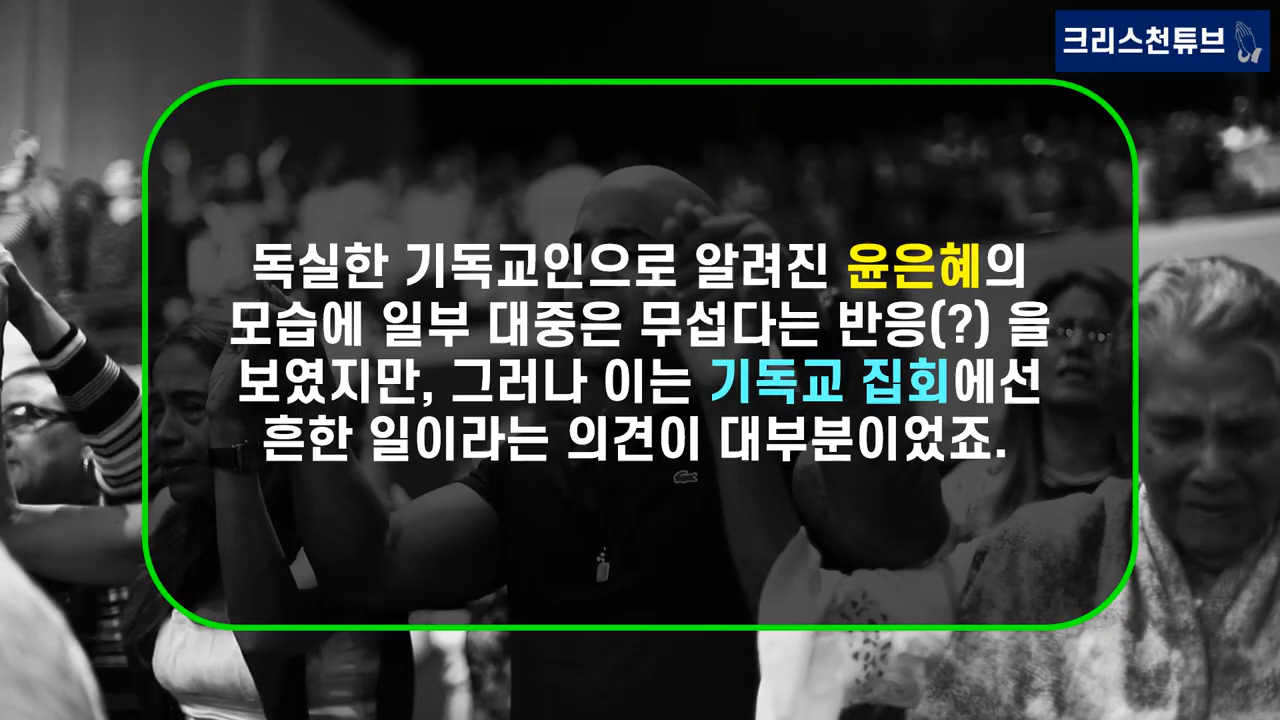 크리스천튜브
독실한 기독교인으로 알려진 윤은혜의
모습에 일부 대중은 무섭다는 반응(?) 을
보였지만, 그러나 이는 기독교 집회에선
흔한 일이라는 의견이 대부분이었죠.